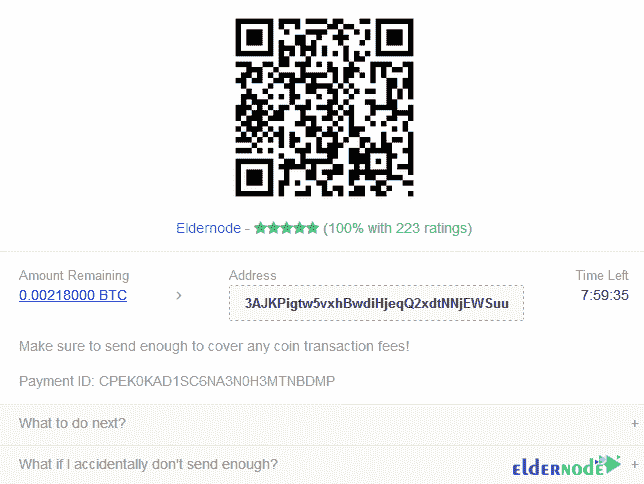 Eldernode - ★★★★★ (100% with 223 ratings)
Amount Remaining
Address
Time Left
0.00218000 BTC
>
3AJKPigtw5vxhBwdiHjeqQ2xdtNNjEWSuu
7:59:35
Make sure to send enough to cover any coin transaction fees!
Payment ID: CPEK0KAD1SC6NA3N0H3MTNBDMP
What to do next?
+
What if I accidentally don't send enough?
ELDERNODE
+